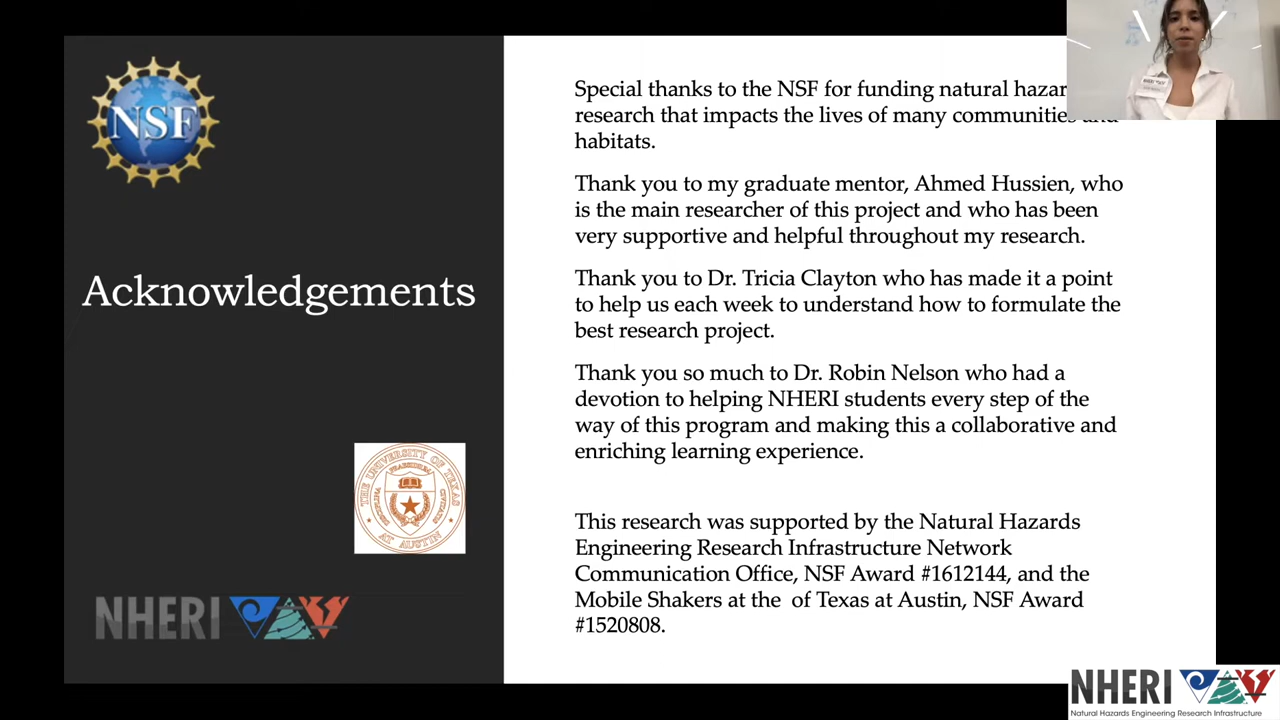 NSF
Acknowledgements
THE UNIVERSITY OF TEXAS
AT AUSTIN
NHERI
Special thanks to the NSF for funding natural
research that impacts the lives of many communities and
habitats.
Thank you to my graduate mentor, Ahmed Hussien, who
is the main researcher of this project and who has been
very supportive and helpful throughout my research.
Thank you to Dr. Tricia Clayton who has made it a point
to help us each week to understand how to formulate the
best research project.
Thank you so much to Dr. Robin Nelson who had a
devotion to helping NHERI students every step of the
way of this program and making this a collaborative and
enriching learning experience.
This research was supported by the Natural Hazards
Engineering Research Infrastructure Network
Communication Office, NSF Award #1612144, and the
Mobile Shakers at the of Texas at Austin, NSF Award
#1520808.
NHERI
Natural Hazards Engineering Research Infrastructure